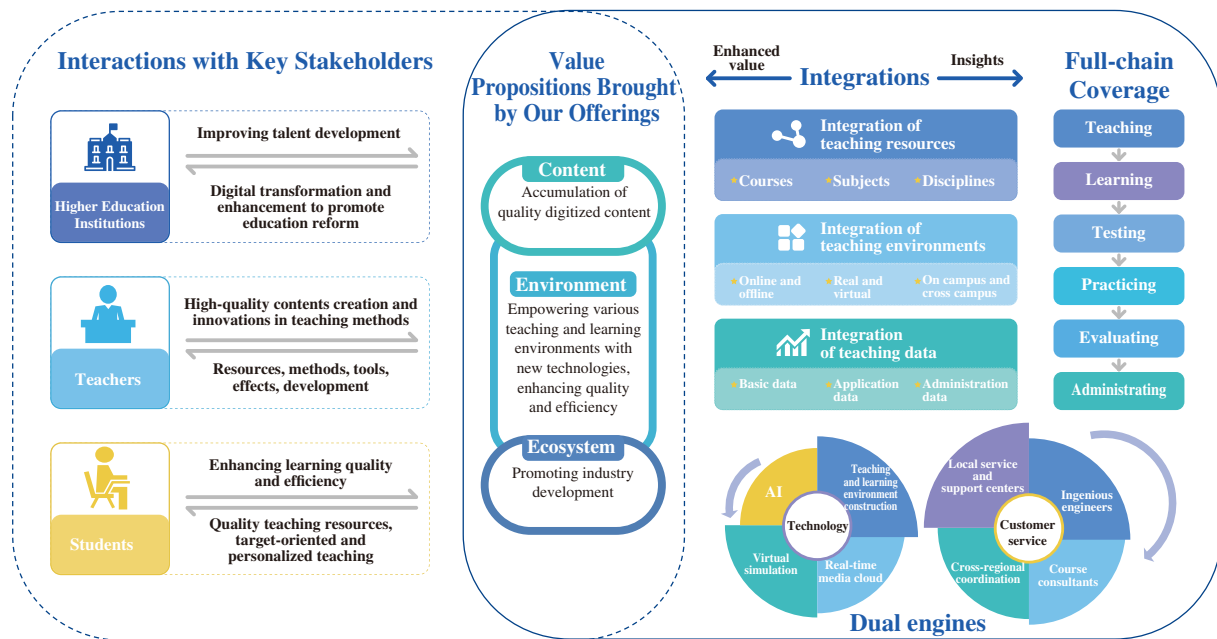 Interactions with Key Stakeholders
Higher Education
Institutions
Improving talent development
Digital transformation and
enhancement to promote
education reform
Teachers
High-quality contents creation and
innovations in teaching methods
Resources, methods, tools,
effects, development
Students
Enhancing learning quality
and efficiency
Quality teaching resources,
target-oriented and
personalized teaching
Value
Propositions Brought
by Our Offerings
Content
Accumulation of
quality digitized content
Environment
Empowering various
teaching and learning
environments with
new technologies,
enhancing quality
and efficiency
Ecosystem
Promoting industry
development
Enhanced
value
Integrations
Insights
Integration of
teaching resources
Courses
Subjects
Disciplines
Integration of
teaching environments
Online and
offline
Real and
virtual
On campus and
cross campus
Integration
of teaching data
Basic data
Application
data
Administration
data
Full-chain
Coverage
Teaching
Learning
Testing
Practicing
Evaluating
Administrating
AI
Teaching
and learning
environment
construction
Technology
Virtual
simulation
Real-time
media cloud
Local service
and
support centers
Ingenious
engineers
Customer
service
Cross-regional
coordination
Course
consultants
Dual engines